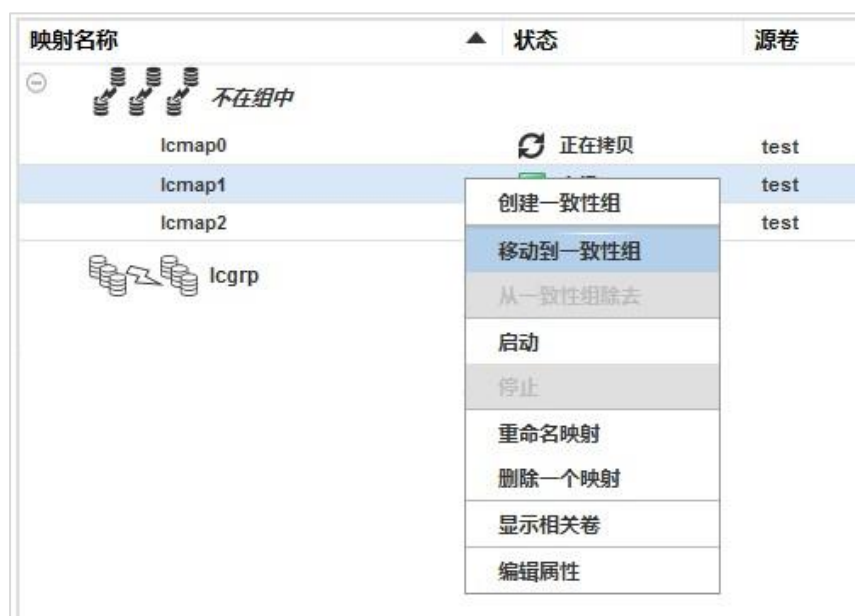 映射名称 状态 源卷
不在组中
lcmap0 正在拷贝 test
lcmap1 test
创建一致性组
lcmap2 test
移动到一致性组
lcgrp
从一致性组除去
启动
停止
重命名映射
删除一个映射
显示相关卷
编辑属性